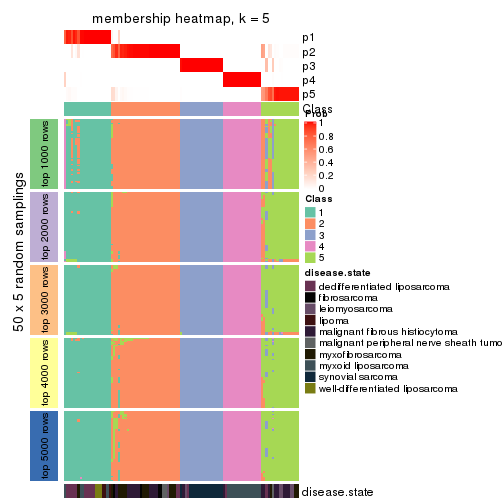 membership heatmap, k = 5
p1
p2
p3
p4
p5
Class
Prob
1
0.8
0.6
0.4
0.2
0
Class
1
2
3
4
5
disease.state
dedifferentiated liposarcoma
fibrosarcoma
leiomyosarcoma
lipoma
malignant fibrous histiocytoma
malignant peripheral nerve sheath tumo
myxofibrosarcoma
myxoid liposarcoma
synovial sarcoma
well-differentiated liposarcoma
50 x 5 random samplings
top 1000 rows
top 2000 rows
top 3000 rows
top 4000 rows
top 5000 rows
disease.state